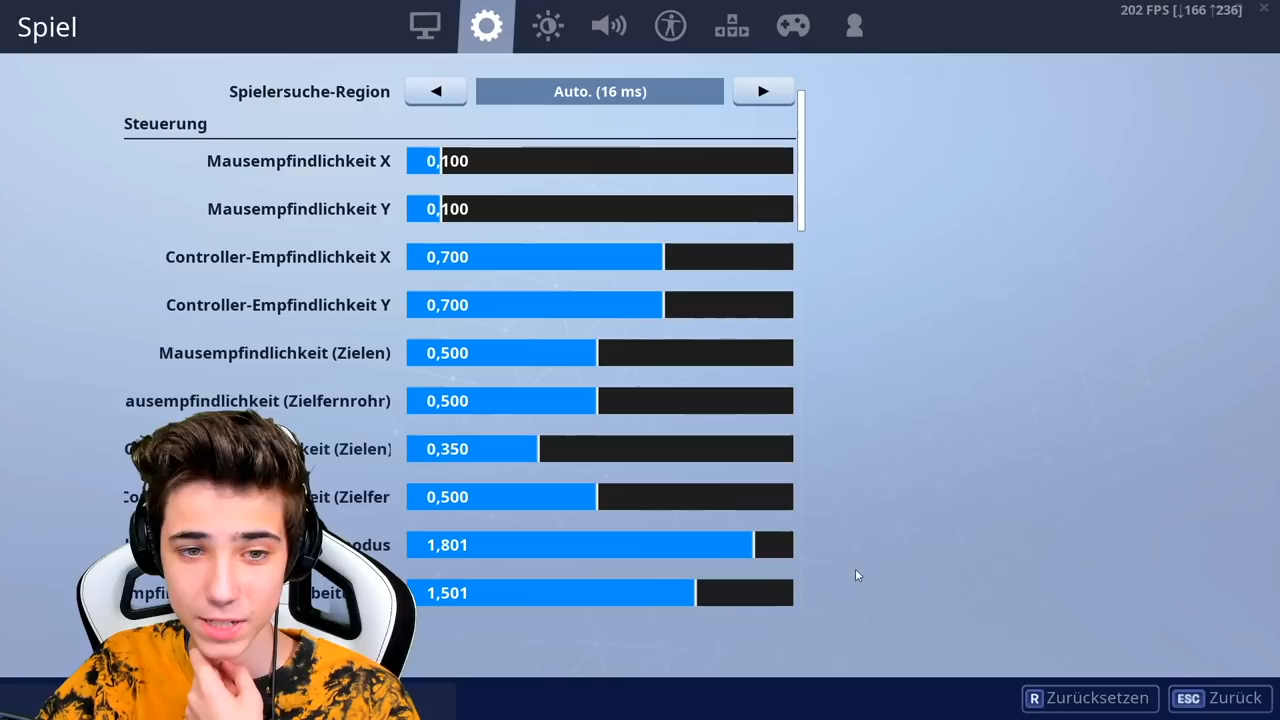 202 FPS [↓166 ↑236]
Spiel
Spielersuche-Region Auto. (16 ms)
Steuerung
Mausempfindlichkeit X 0,100
Mausempfindlichkeit Y 0,100
Controller-Empfindlichkeit X 0,700
Controller-Empfindlichkeit Y 0,700
Mausempfindlichkeit (Zielen) 0,500
ausempfindlichkeit (Zielfernrohr) 0,500
keit (Zielen) 0,350
eit (Zielfer 0,500
odus 1,801
1,501
R Zurücksetzen ESC Zurück